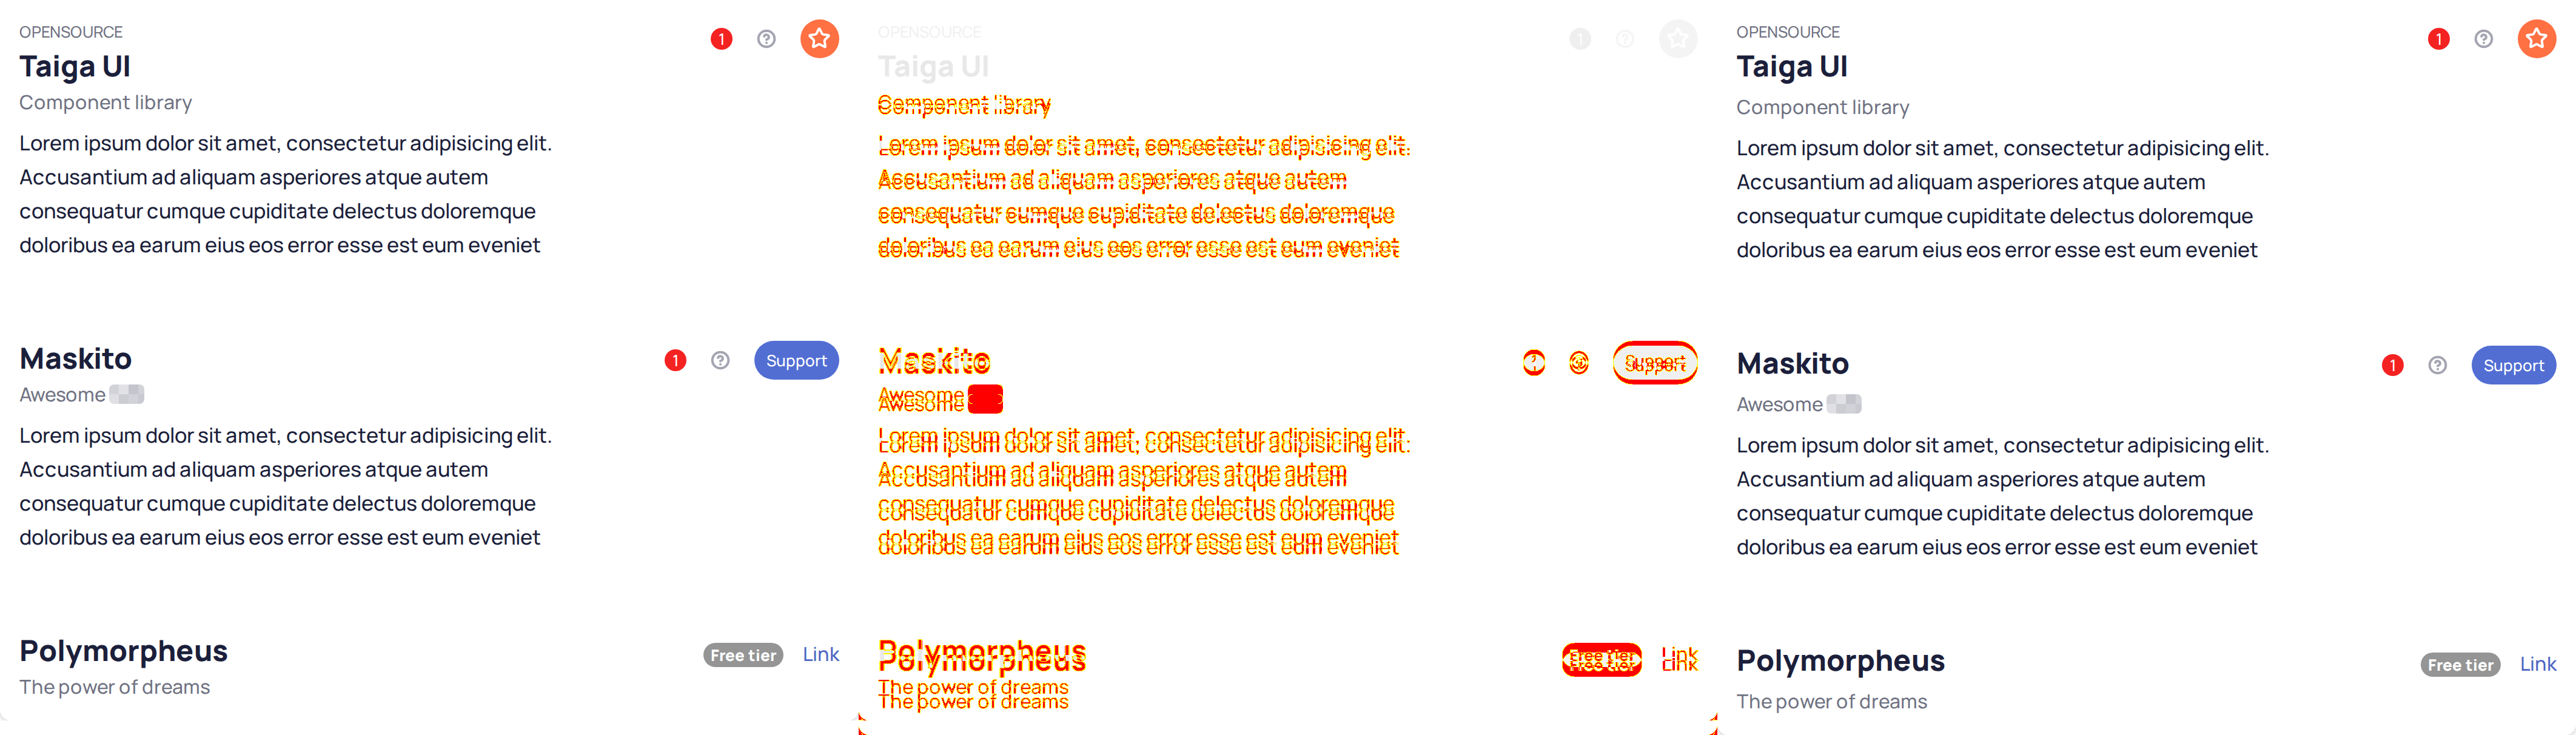 OPENSOURCE
Taiga UI
1
Component library
Lorem ipsum dolor sit amet, consectetur adipisicing elit.
Accusantium ad aliquam asperiores atque autem
consequatur cumque cupiditate delectus doloremque
doloribus ea earum eius eos error esse est eum eveniet
Maskito
1
Support
Awesome
Lorem ipsum dolor sit amet, consectetur adipisicing elit.
Accusantium ad aliquam asperiores atque autem
consequatur cumque cupiditate delectus doloremque
doloribus ea earum eius eos error esse est eum eveniet
Polymorpheus
Free tier
Link
The power of dreams
OPENSOURCE
Taiga UI
1
Component library
Lorem ipsum dolor sit amet, consectetur adipisicing elit.
Accusantium ad aliquam asperiores atque autem
consequatur cumque cupiditate delectus doloremque
doloribus ea earum eius eos error esse est eum eveniet
Maskito
Support
Awesome
Lorem ipsum dolor sit amet, consectetur adipisicing elit.
Accusantium ad aliquam asperiores atque autem
consequatur cumque cupiditate delectus doloremque
doloribus ea earum eius eos error esse est eum eveniet
Polymorpheus
Free tier
Link
The power of dreams
OPENSOURCE
Taiga UI
1
Component library
Lorem ipsum dolor sit amet, consectetur adipisicing elit.
Accusantium ad aliquam asperiores atque autem
consequatur cumque cupiditate delectus doloremque
doloribus ea earum eius eos error esse est eum eveniet
Maskito
1
Support
Awesome
Lorem ipsum dolor sit amet, consectetur adipisicing elit.
Accusantium ad aliquam asperiores atque autem
consequatur cumque cupiditate delectus doloremque
doloribus ea earum eius eos error esse est eum eveniet
Polymorpheus
Free tier
Link
The power of dreams